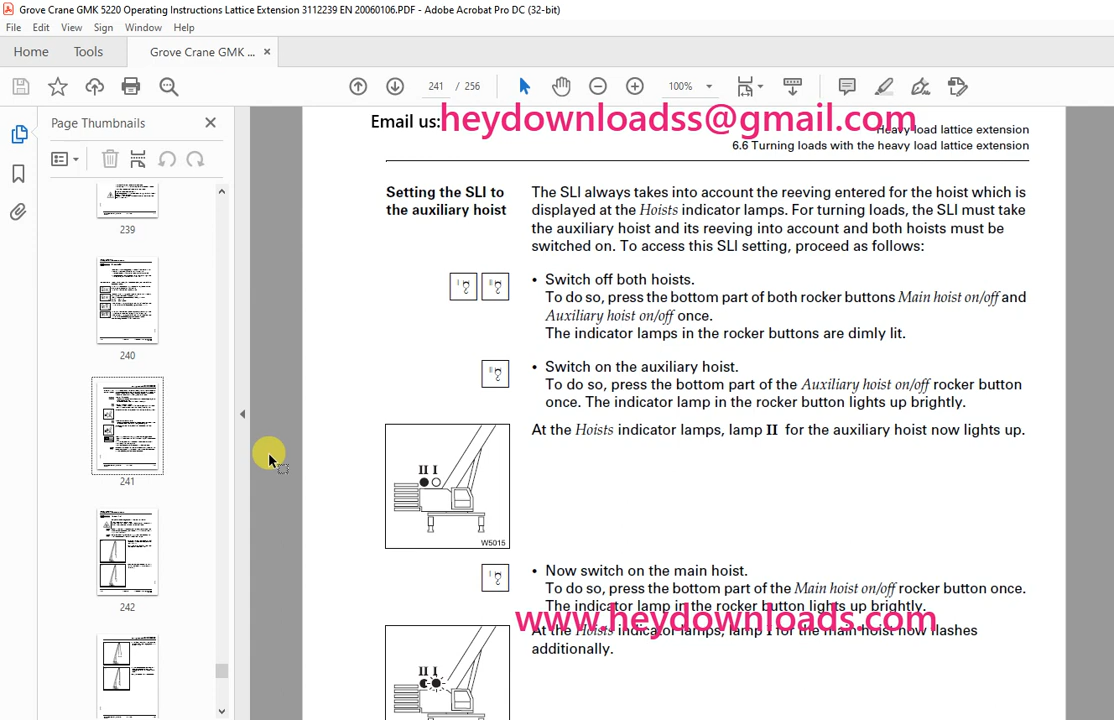 Grove Crane GMK 5220 Operating Instructions Lattice Extension 3112239 EN 20060106.PDF - Adobe Acrobat Pro DC (32-bit)
File Edit View Sign Window Help
Home Tools Grove Crane GMK ... ×
241 / 256 100%
Page Thumbnails
239
240
241
242
Email us: heydownloadss@gmail.com
Heavy load lattice extension
6.6 Turning loads with the heavy load lattice extension
Setting the SLI to
the auxiliary hoist
The SLI always takes into account the reeving entered for the hoist which is
displayed at the Hoists indicator lamps. For turning loads, the SLI must take
the auxiliary hoist and its reeving into account and both hoists must be
switched on. To access this SLI setting, proceed as follows:
I II
• Switch off both hoists.
To do so, press the bottom part of both rocker buttons Main hoist on/off and
Auxiliary hoist on/off once.
The indicator lamps in the rocker buttons are dimly lit.
• Switch on the auxiliary hoist.
To do so, press the bottom part of the Auxiliary hoist on/off rocker button
once. The indicator lamp in the rocker button lights up brightly.
At the Hoists indicator lamps, lamp II for the auxiliary hoist now lights up.
II I
W5015
• Now switch on the main hoist.
To do so, press the bottom part of the Main hoist on/off rocker button once.
The indicator lamp in the rocker button lights up brightly.
www.heydownloads.com
At the Hoists indicator lamps, lamp I for the main hoist now flashes
additionally.
II I